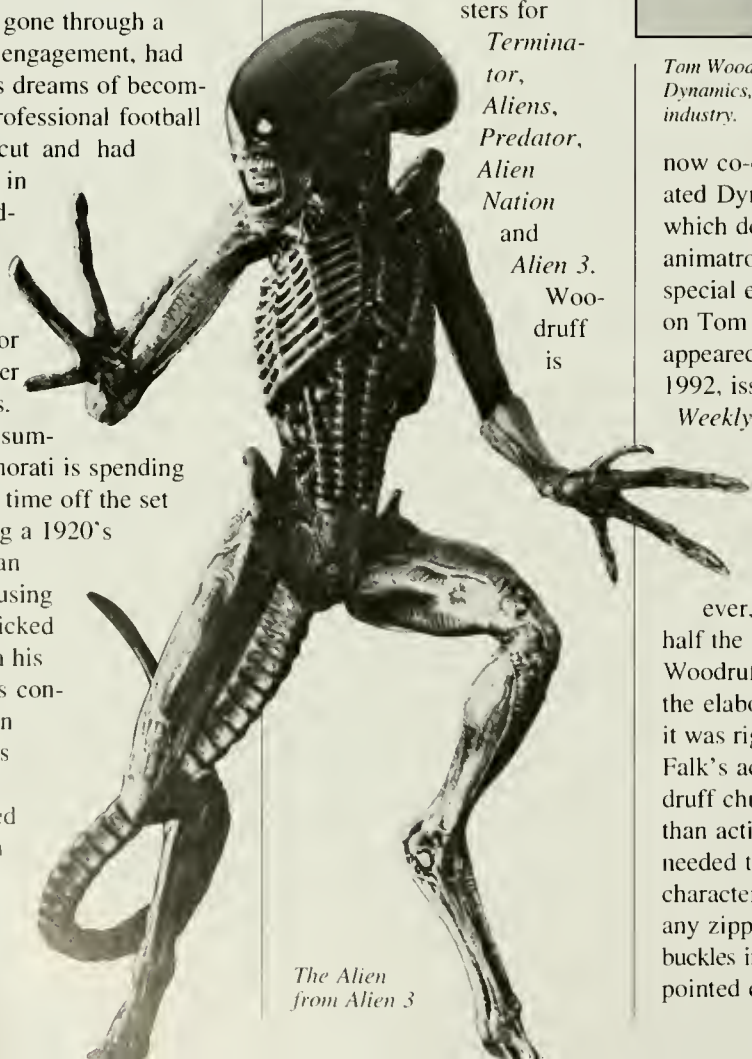 gone through a
engagement, had
s dreams of becom-
rofessional football
cut and had
in
d-
or
er
s.
sum-
norati is spending
time off the set
g a 1920's
an
using
icked
his
s con-
n
s
ed
sters for
Termina-
tor,
Aliens,
Predator,
Alien
Nation
and
Alien 3.
Woo-
druff
is
The Alien
from Alien 3
Tom Wood
Dynamics,
industry.
now co-
ated Dyn
which de
animatro
special e
on Tom
appeared
1992, iss
Weekly
ever,
half the
Woodruf
the elabo
it was rig
Falk's ac
druff chu
than acti
needed t
character
any zipp
buckles i
pointed